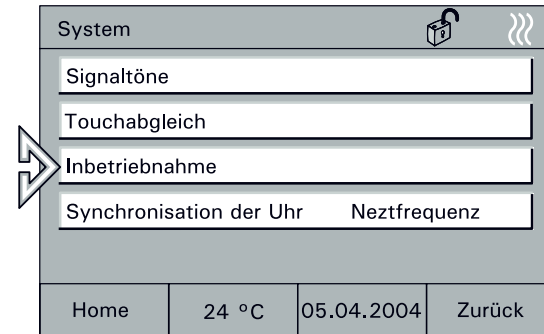 System
Signaltöne
Touchabgleich
Inbetriebnahme
Synchronisation der Uhr Neztfrequenz
Home 24 °C 05.04.2004 Zurück